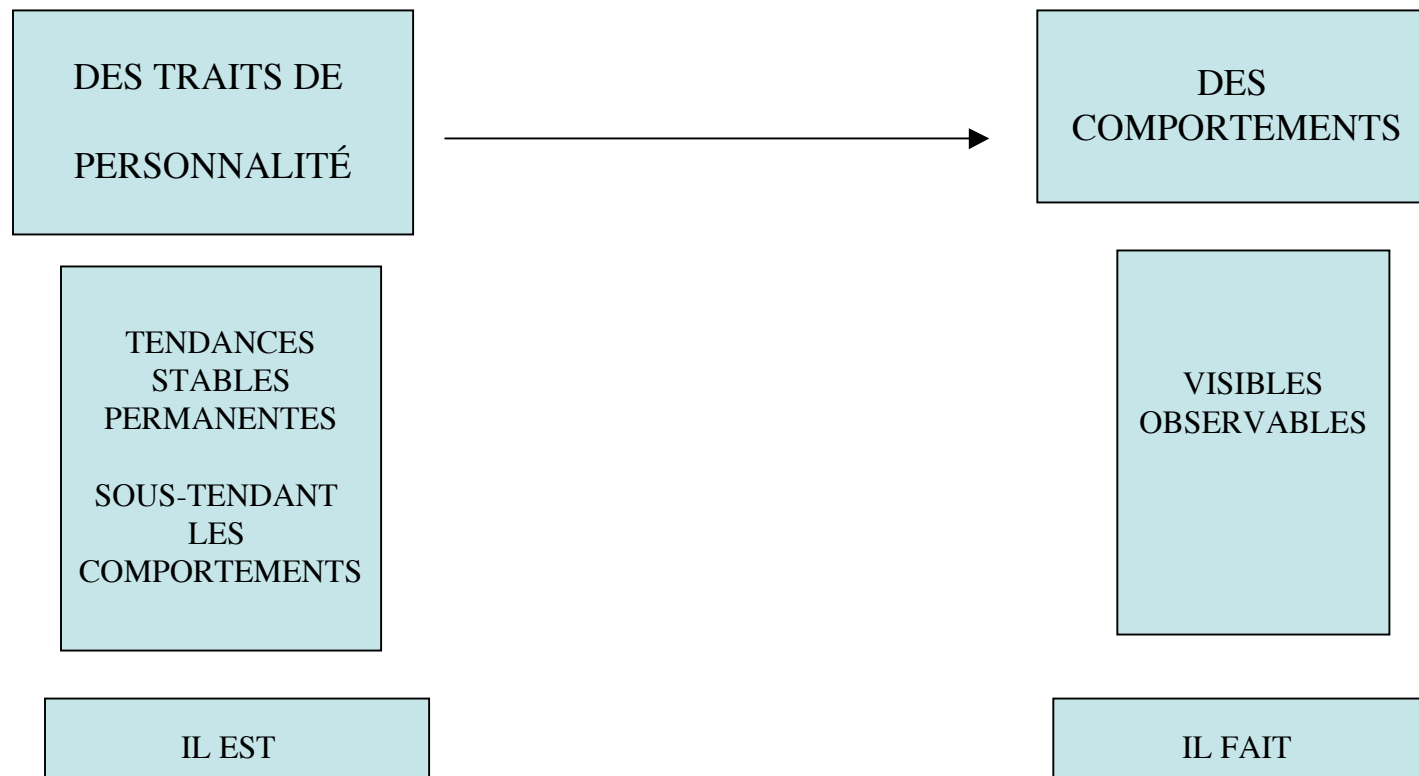 DES TRAITS DE
PERSONNALITÉ
DES
COMPORTEMENTS
TENDANCES
STABLES
PERMANENTES
SOUS-TENDANT
LES
COMPORTEMENTS
VISIBLES
OBSERVABLES
IL EST
IL FAIT